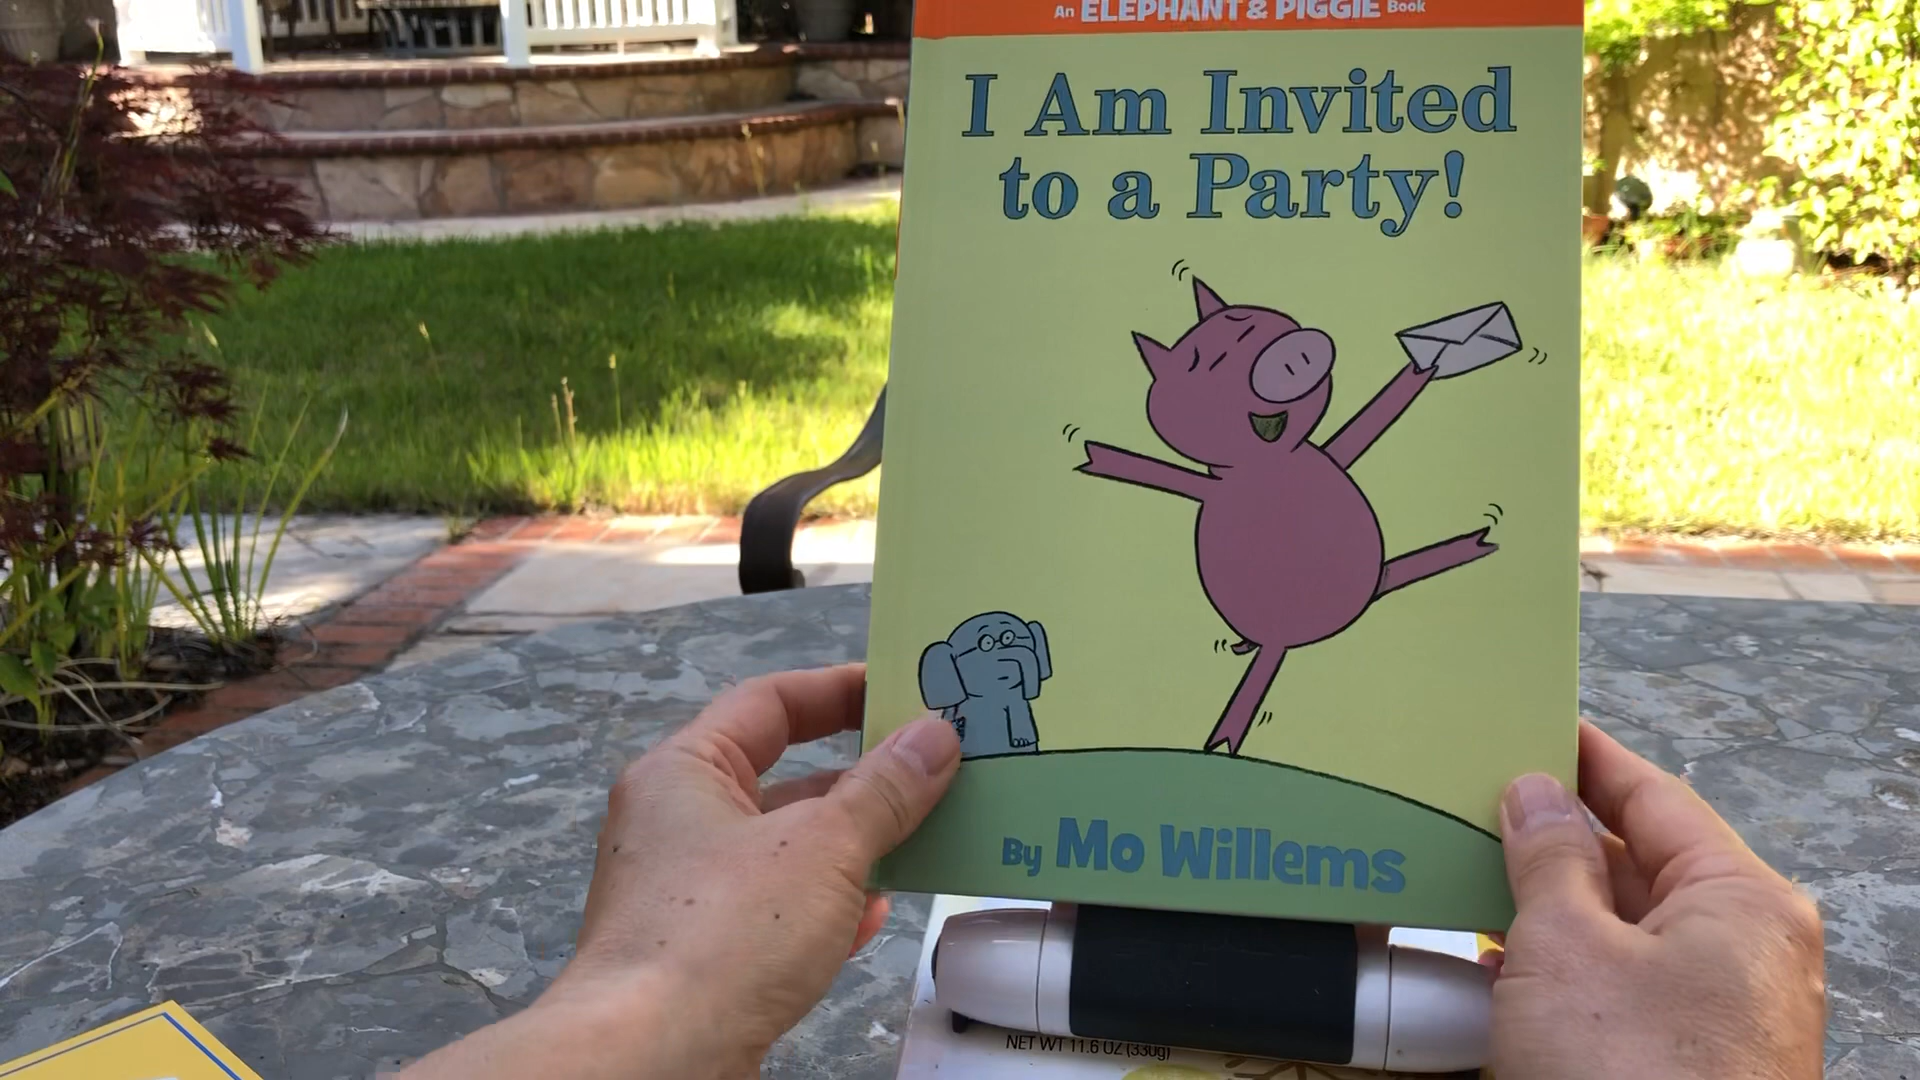 An ELEPHANT & PIGGIE Book
I Am Invited
to a Party!
By Mo Willems
NET WT 11.6 OZ (330g)